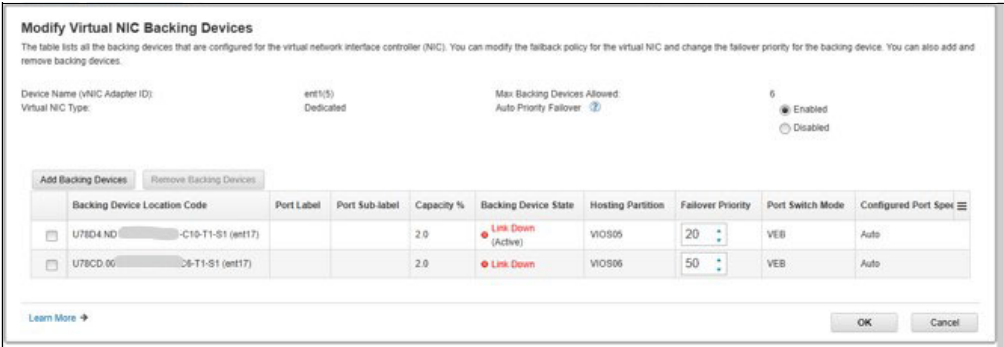 Modify Virtual NIC Backing Devices
The table lists all the backing devices that are configured for the virtual network interface controller (NIC). You can modify the failback policy for the virtual NIC and change the failover priority for the backing device. You can also add and
remove backing devices.
Device Name (vNIC Adapter ID): ent1(5) Max Backing Devices Allowed: 6
Virtual NIC Type: Dedicated Auto Priority Failover ? Enabled
Disabled
Add Backing Devices Remove Backing Devices
Backing Device Location Code Port Label Port Sub-label Capacity % Backing Device State Hosting Partition Failover Priority Port Switch Mode Configured Port Spee
U78D4.ND -C10-T1-S1 (ent17) 2.0 Link Down (Active) VIOS05 20 VEB Auto
U78CD.00 -T1-S1 (ent17) 2.0 Link Down VIOS06 50 VEB Auto
Learn More
OK Cancel